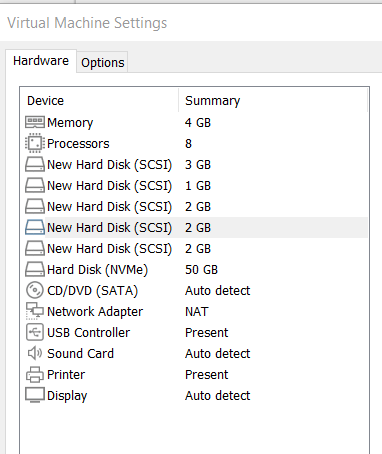 Virtual Machine Settings
Hardware Options
Device Summary
Memory 4 GB
Processors 8
New Hard Disk (SCSI) 3 GB
New Hard Disk (SCSI) 1 GB
New Hard Disk (SCSI) 2 GB
New Hard Disk (SCSI) 2 GB
New Hard Disk (SCSI) 2 GB
Hard Disk (NVMe) 50 GB
CD/DVD (SATA) Auto detect
Network Adapter NAT
USB Controller Present
Sound Card Auto detect
Printer Present
Display Auto detect